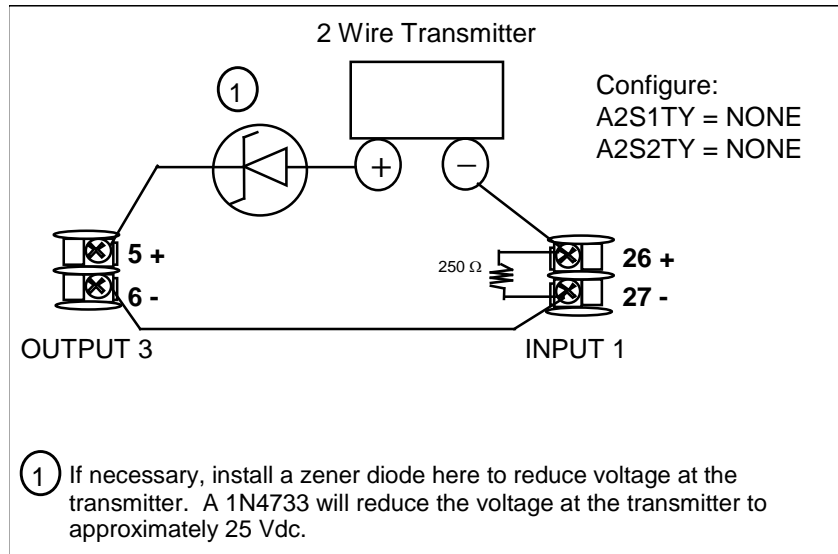 2 Wire Transmitter
1
Configure:
A2S1TY = NONE
A2S2TY = NONE
+
−
5 +
6 -
250 Ω
26 +
27 -
OUTPUT 3
INPUT 1
1 If necessary, install a zener diode here to reduce voltage at the
transmitter. A 1N4733 will reduce the voltage at the transmitter to
approximately 25 Vdc.